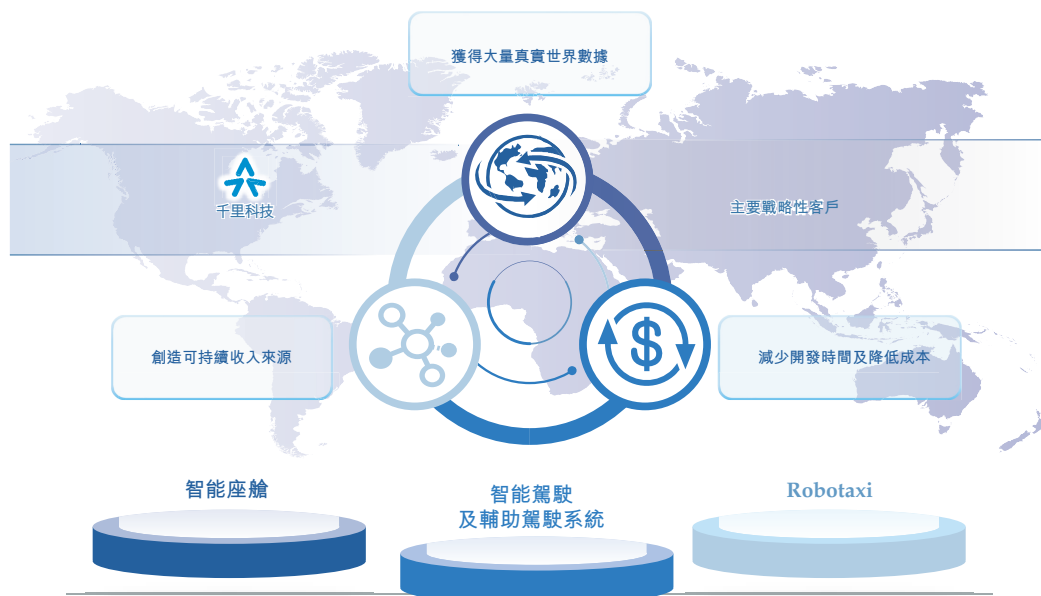 獲得大量真實世界數據
千里科技
主要戰略性客戶
創造可持續收入來源
$
減少開發時間及降低成本
智能座艙
智能駕駛
及輔助駕駛系統
Robotaxi